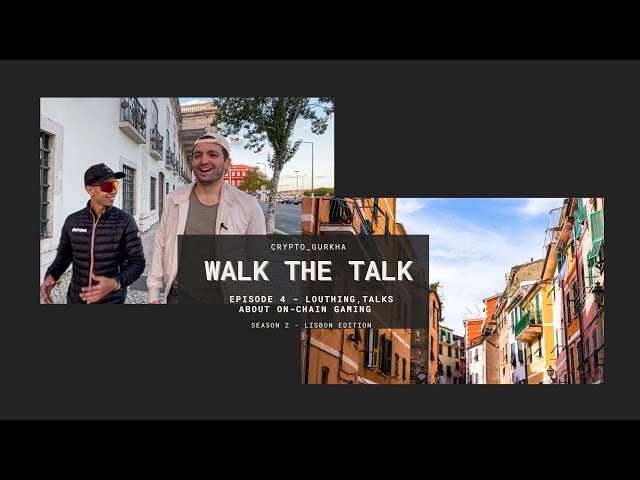 CRYPTO_GURKHA
WALK THE TALK
EPISODE 4 - LOUTHING,TALKS
ABOUT ON-CHAIN GAMING
SEASON 2 - LISBON EDITION